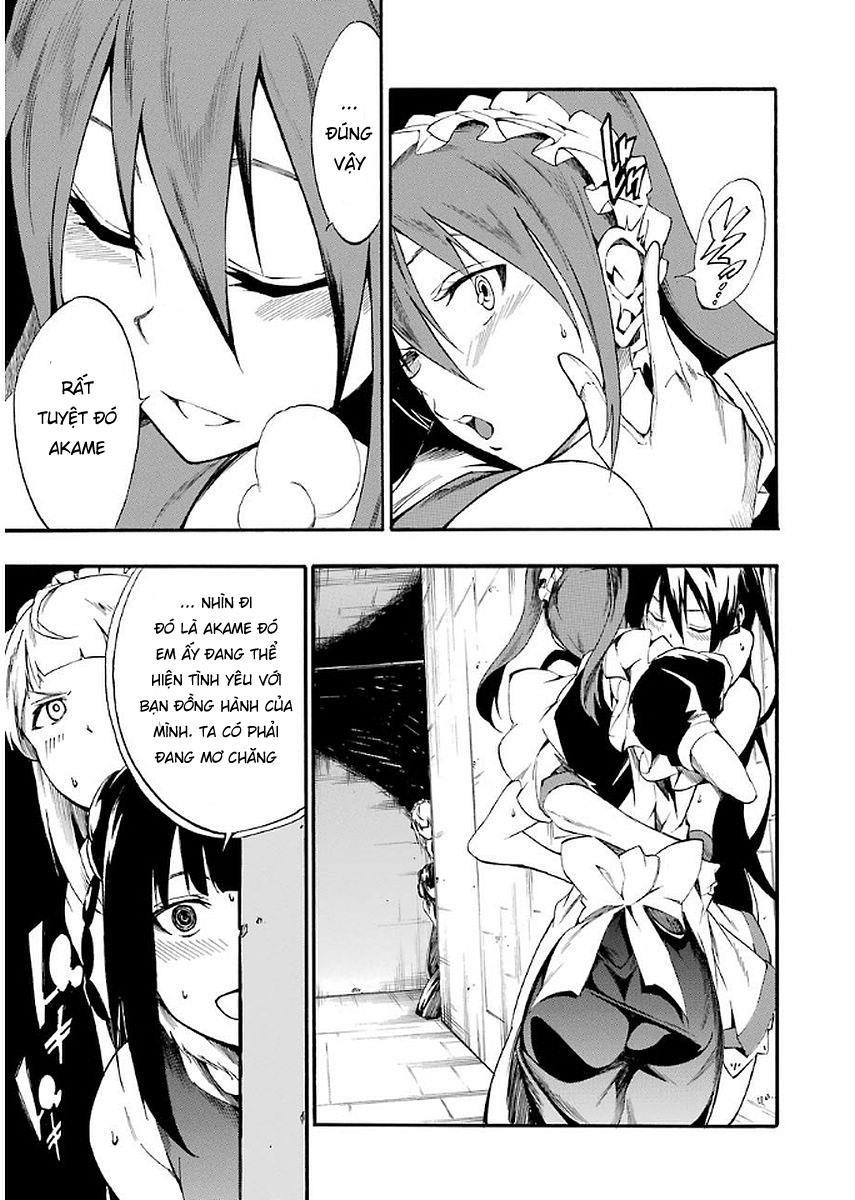 ...
ĐÚNG
VẬY
RẤT
TUYỆT ĐÓ
AKAME
... NHÌN ĐI
ĐÓ LÀ AKAME ĐÓ
EM ẤY ĐANG THỂ
HIỆN TÌNH YÊU VỚI
BẠN ĐỒNG HÀNH CỦA
MÌNH. TA CÓ PHẢI
ĐANG MƠ CHĂNG